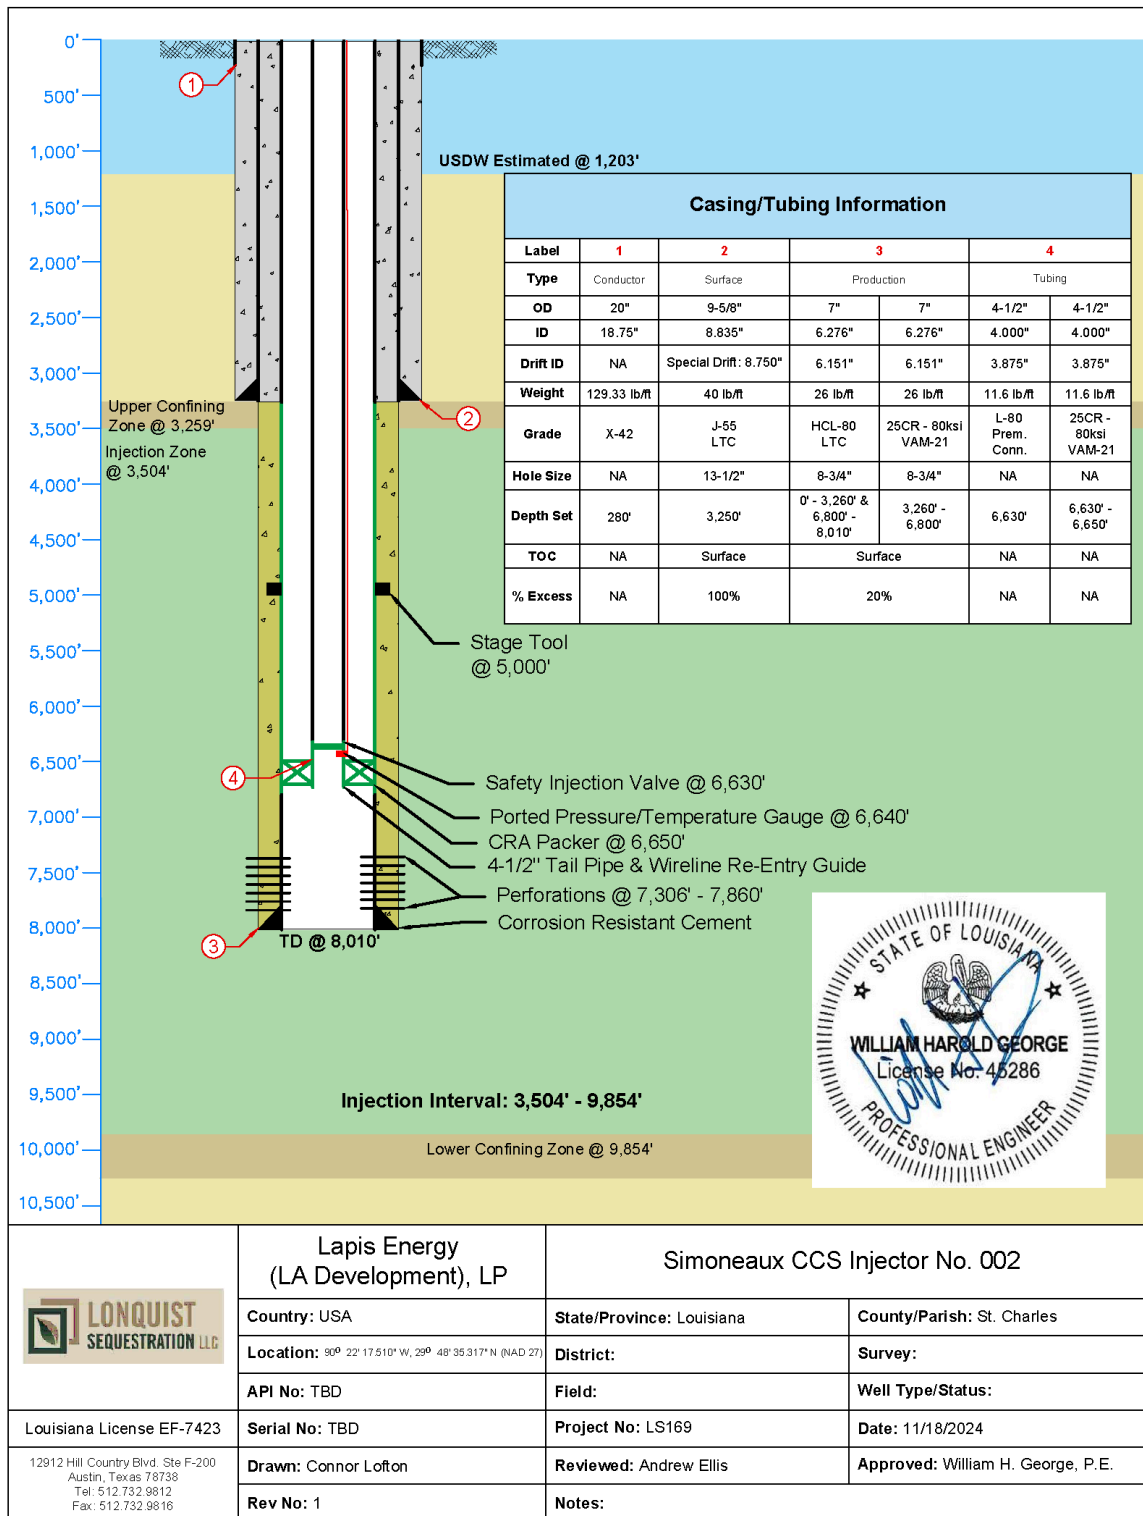 0'
500'
1,000'
1,500'
2,000'
2,500'
3,000'
3,500'
4,000'
4,500'
5,000'
5,500'
6,000'
6,500'
7,000'
7,500'
8,000'
8,500'
9,000'
9,500'
10,000'
10,500'
1
USDW Estimated @ 1,203'
2
Upper Confining
Zone @ 3,259'
Injection Zone
@ 3,504'
Casing/Tubing Information
Label 1 2 3 4
Type Conductor Surface Production Tubing
OD 20" 9-5/8" 7" 7" 4-1/2" 4-1/2"
ID 18.75" 8.835" 6.276" 6.276" 4.000" 4.000"
Drift ID NA Special Drift: 8.750" 6.151" 6.151" 3.875" 3.875"
Weight 129.33 lb/ft 40 lb/ft 26 lb/ft 26 lb/ft 11.6 lb/ft 11.6 lb/ft
Grade X-42 J-55 LTC HCL-80 LTC 25CR - 80ksi VAM-21 L-80 Prem. Conn. 25CR - 80ksi VAM-21
Hole Size NA 13-1/2" 8-3/4" 8-3/4" NA NA
Depth Set 280' 3,250' 0' - 3,260' & 6,800' - 8,010' 3,260' - 6,800' 6,630' 6,630' - 6,650'
TOC NA Surface Surface NA NA
% Excess NA 100% 20% NA NA
Stage Tool
@ 5,000'
4
Safety Injection Valve @ 6,630'
Ported Pressure/Temperature Gauge @ 6,640'
CRA Packer @ 6,650'
4-1/2" Tail Pipe & Wireline Re-Entry Guide
Perforations @ 7,306' - 7,860'
Corrosion Resistant Cement
3
TD @ 8,010'
STATE OF LOUISIANA
WILLIAM HAROLD GEORGE
License No. 45286
PROFESSIONAL ENGINEER
Injection Interval: 3,504' - 9,854'
Lower Confining Zone @ 9,854'
LONQUIST
SEQUESTRATION LLC
Louisiana License EF-7423
12912 Hill Country Blvd. Ste F-200
Austin, Texas 78738
Tel: 512.732.9812
Fax: 512.732.9816
Lapis Energy
(LA Development), LP
Simoneaux CCS Injector No. 002
Country: USA
State/Province: Louisiana
County/Parish: St. Charles
Location: 90º 22' 17.510" W, 29º 48' 35.317" N (NAD 27)
District:
Survey:
API No: TBD
Field:
Well Type/Status:
Serial No: TBD
Project No: LS169
Date: 11/18/2024
Drawn: Connor Lofton
Reviewed: Andrew Ellis
Approved: William H. George, P.E.
Rev No: 1
Notes: